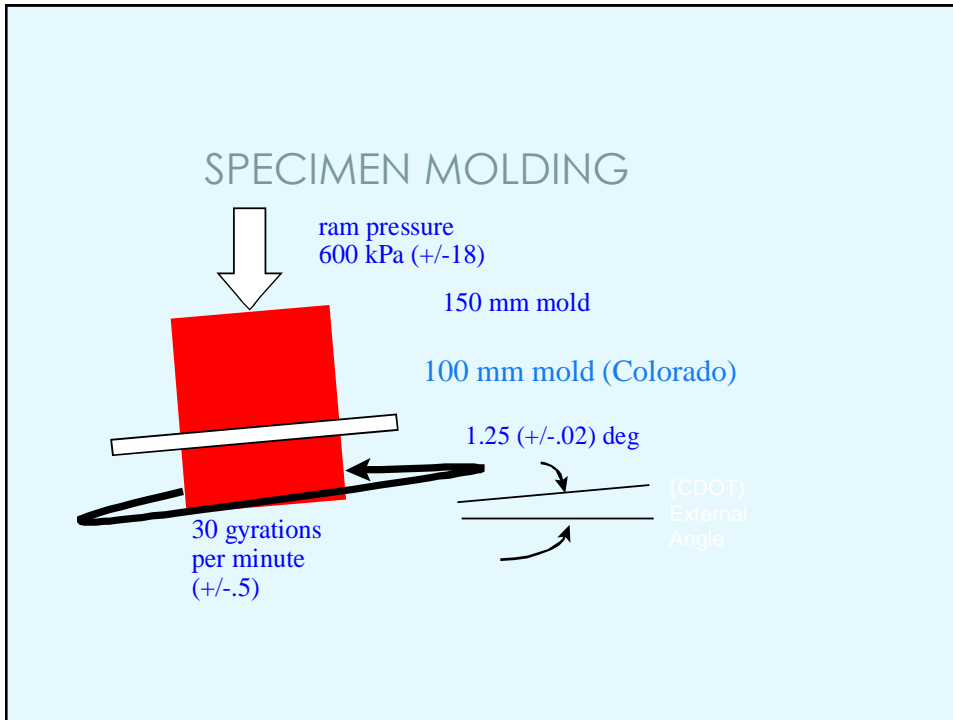 SPECIMEN MOLDING
ram pressure
600 kPa (+/-18)
150 mm mold
100 mm mold (Colorado)
1.25 (+/-.02) deg
(CDOT)
External
Angle
30 gyrations
per minute
(+/-.5)